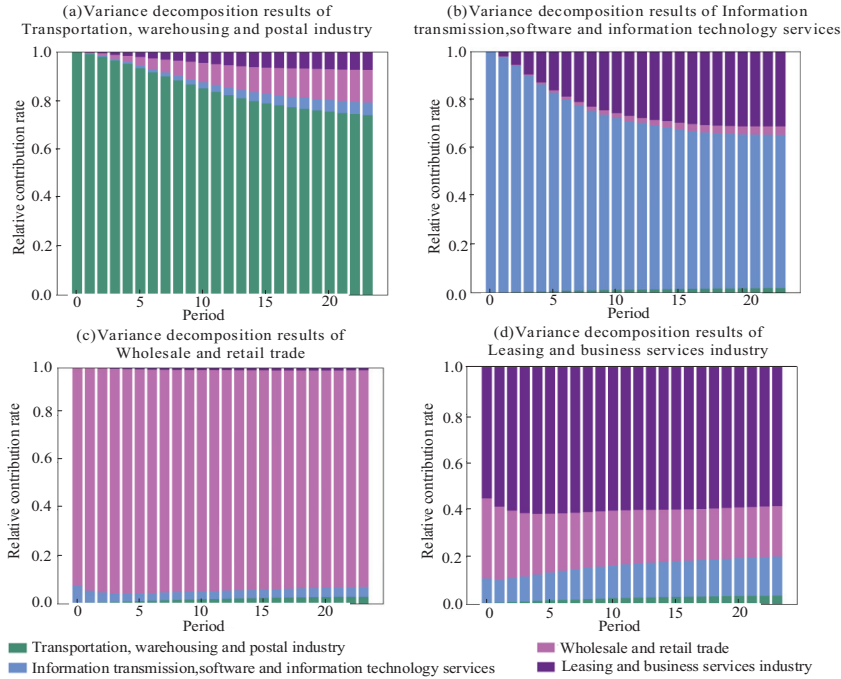 (a)Variance decomposition results of
Transportation, warehousing and postal industry
1.0
0.8
0.6
0.4
0.2
0.0
Relative contribution rate
0
5
10
15
20
Period
(b)Variance decomposition results of Information
transmission,software and information technology services
1.0
0.8
0.6
0.4
0.2
0.0
Relative contribution rate
0
5
10
15
20
Period
(c)Variance decomposition results of
Wholesale and retail trade
1.0
0.8
0.6
0.4
0.2
0.0
Relative contribution rate
0
5
10
15
20
Period
(d)Variance decomposition results of
Leasing and business services industry
1.0
0.8
0.6
0.4
0.2
0.0
Relative contribution rate
0
5
10
15
20
Period
Transportation, warehousing and postal industry
Information transmission,software and information technology services
Wholesale and retail trade
Leasing and business services industry